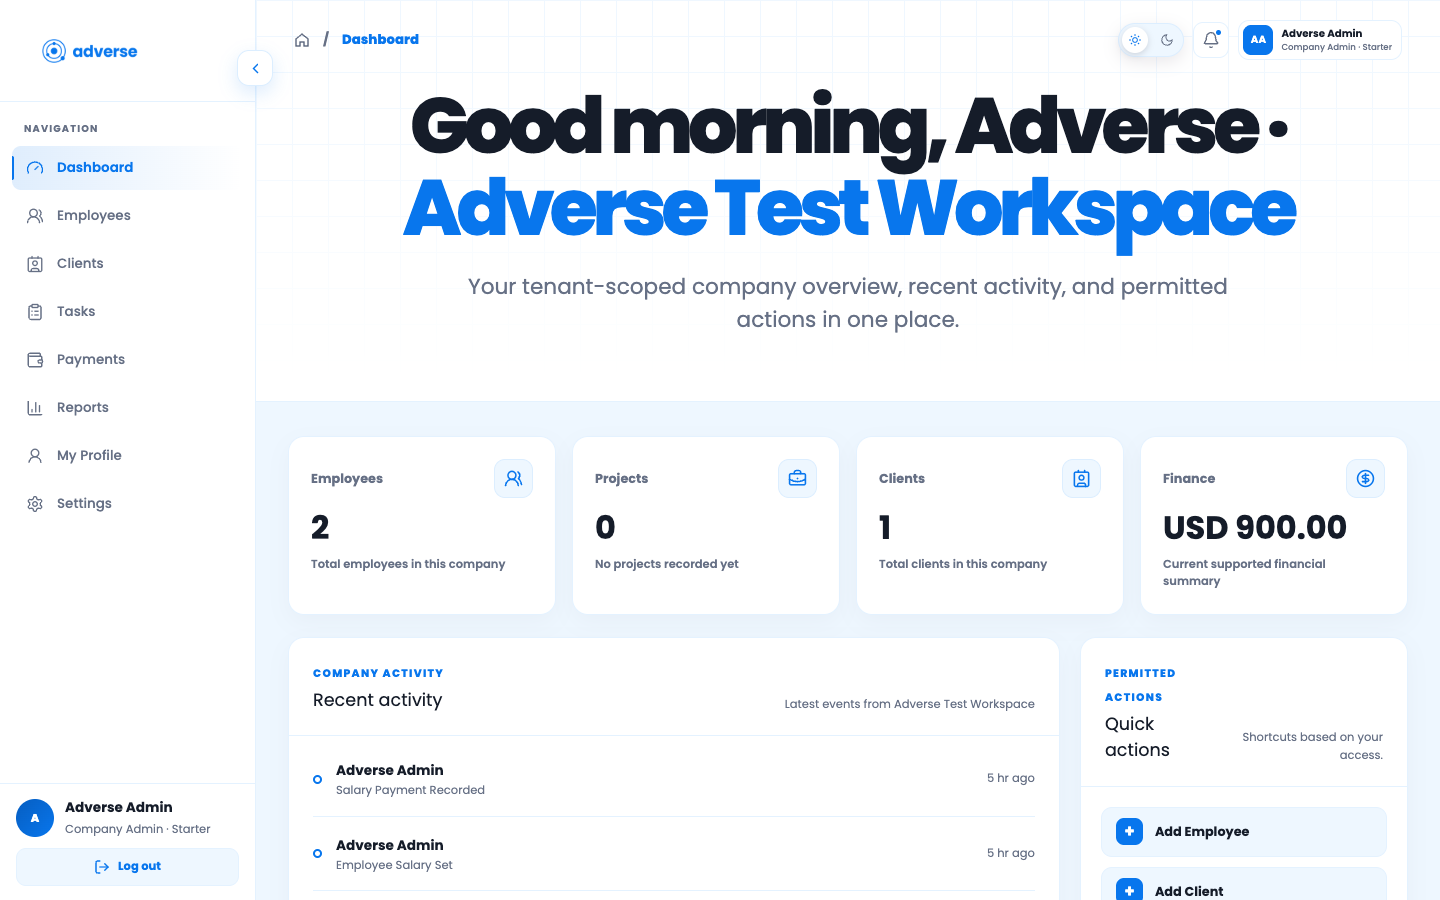 adverse
NAVIGATION
Dashboard
Employees
Clients
Tasks
Payments
Reports
My Profile
Settings
A
Adverse Admin
Company Admin · Starter
Log out
/ Dashboard
AA
Adverse Admin
Company Admin · Starter
Good morning, Adverse ·
Adverse Test Workspace
Your tenant-scoped company overview, recent activity, and permitted
actions in one place.
Employees
2
Total employees in this company
Projects
0
No projects recorded yet
Clients
1
Total clients in this company
Finance
USD 900.00
Current supported financial
summary
COMPANY ACTIVITY
Recent activity
Latest events from Adverse Test Workspace
Adverse Admin
Salary Payment Recorded
5 hr ago
Adverse Admin
Employee Salary Set
5 hr ago
PERMITTED
ACTIONS
Quick
actions
Shortcuts based on your
access.
Add Employee
Add Client